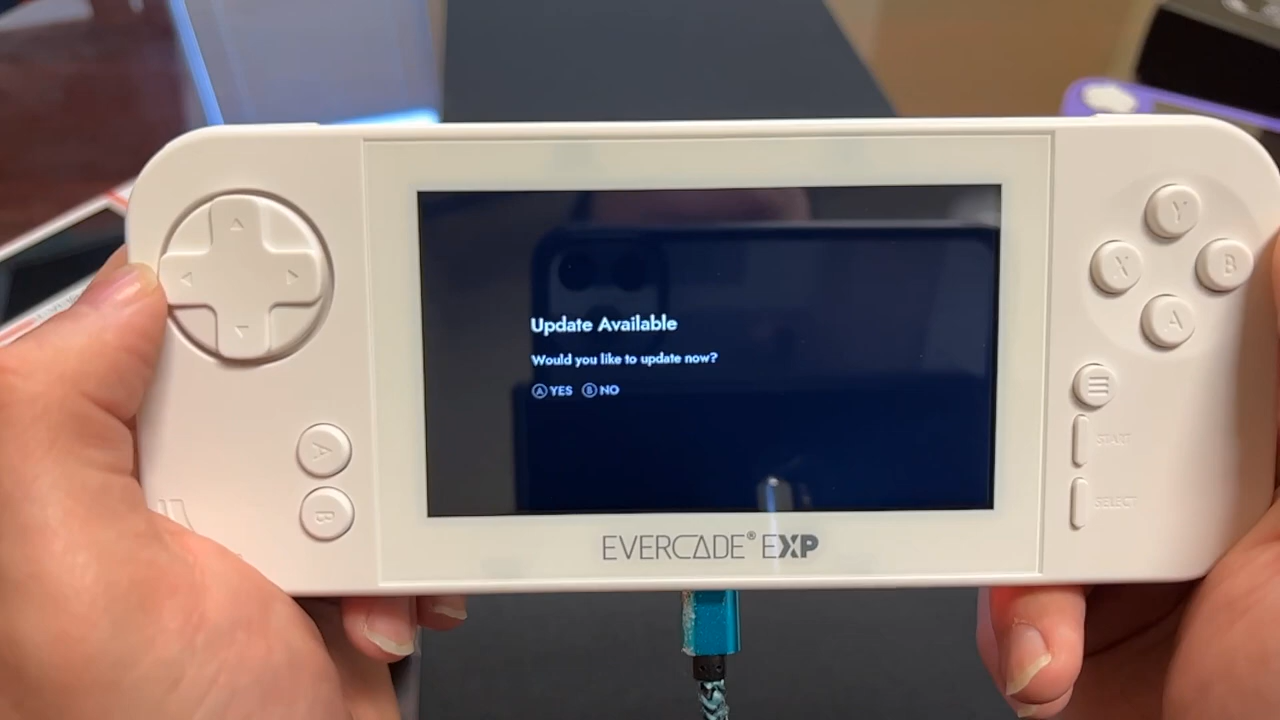 Update Available
Would you like to update now?
Ⓐ YES Ⓑ NO
EVERCADE® EXP
Y
X
B
A
START
SELECT
A
B